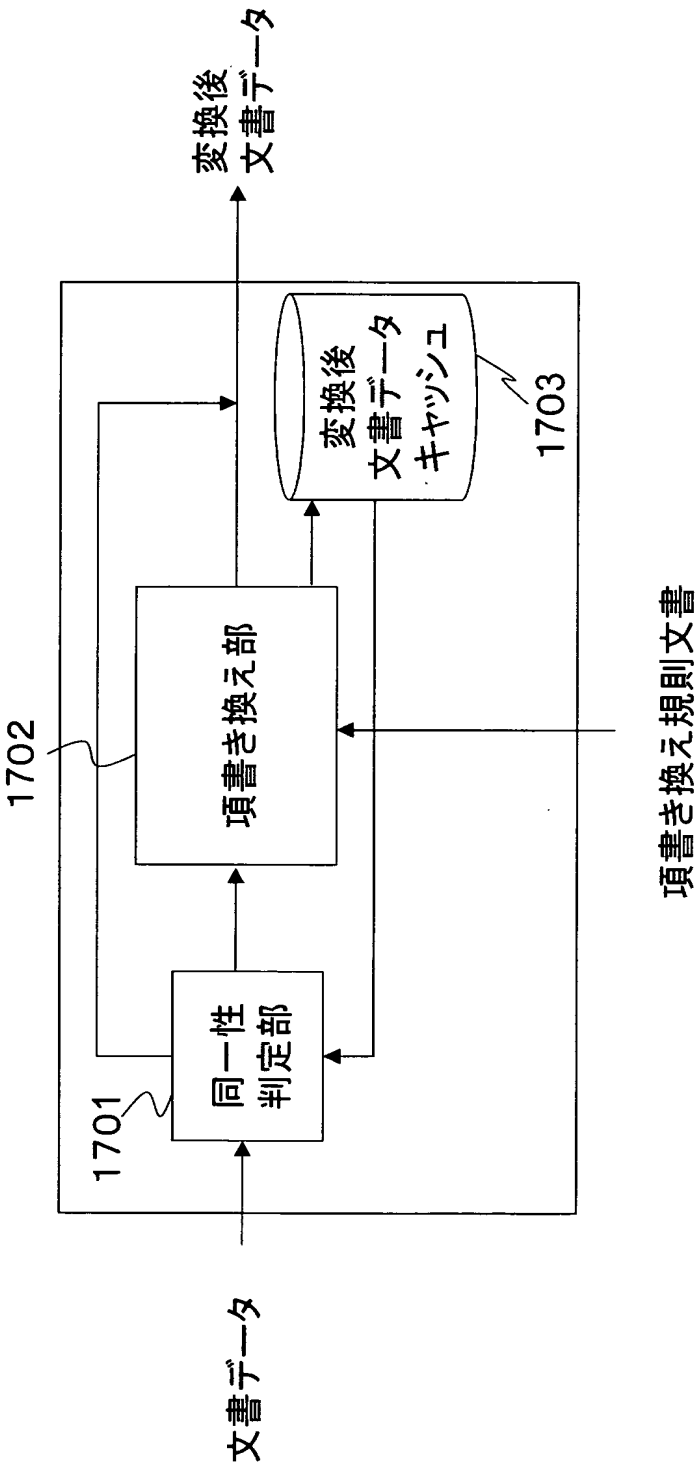 文書データ
1701
同一性
判定部
1702
項書き換え部
変換後
文書データ
キャッシュ
1703
変換後
文書データ
項書き換え規則文書